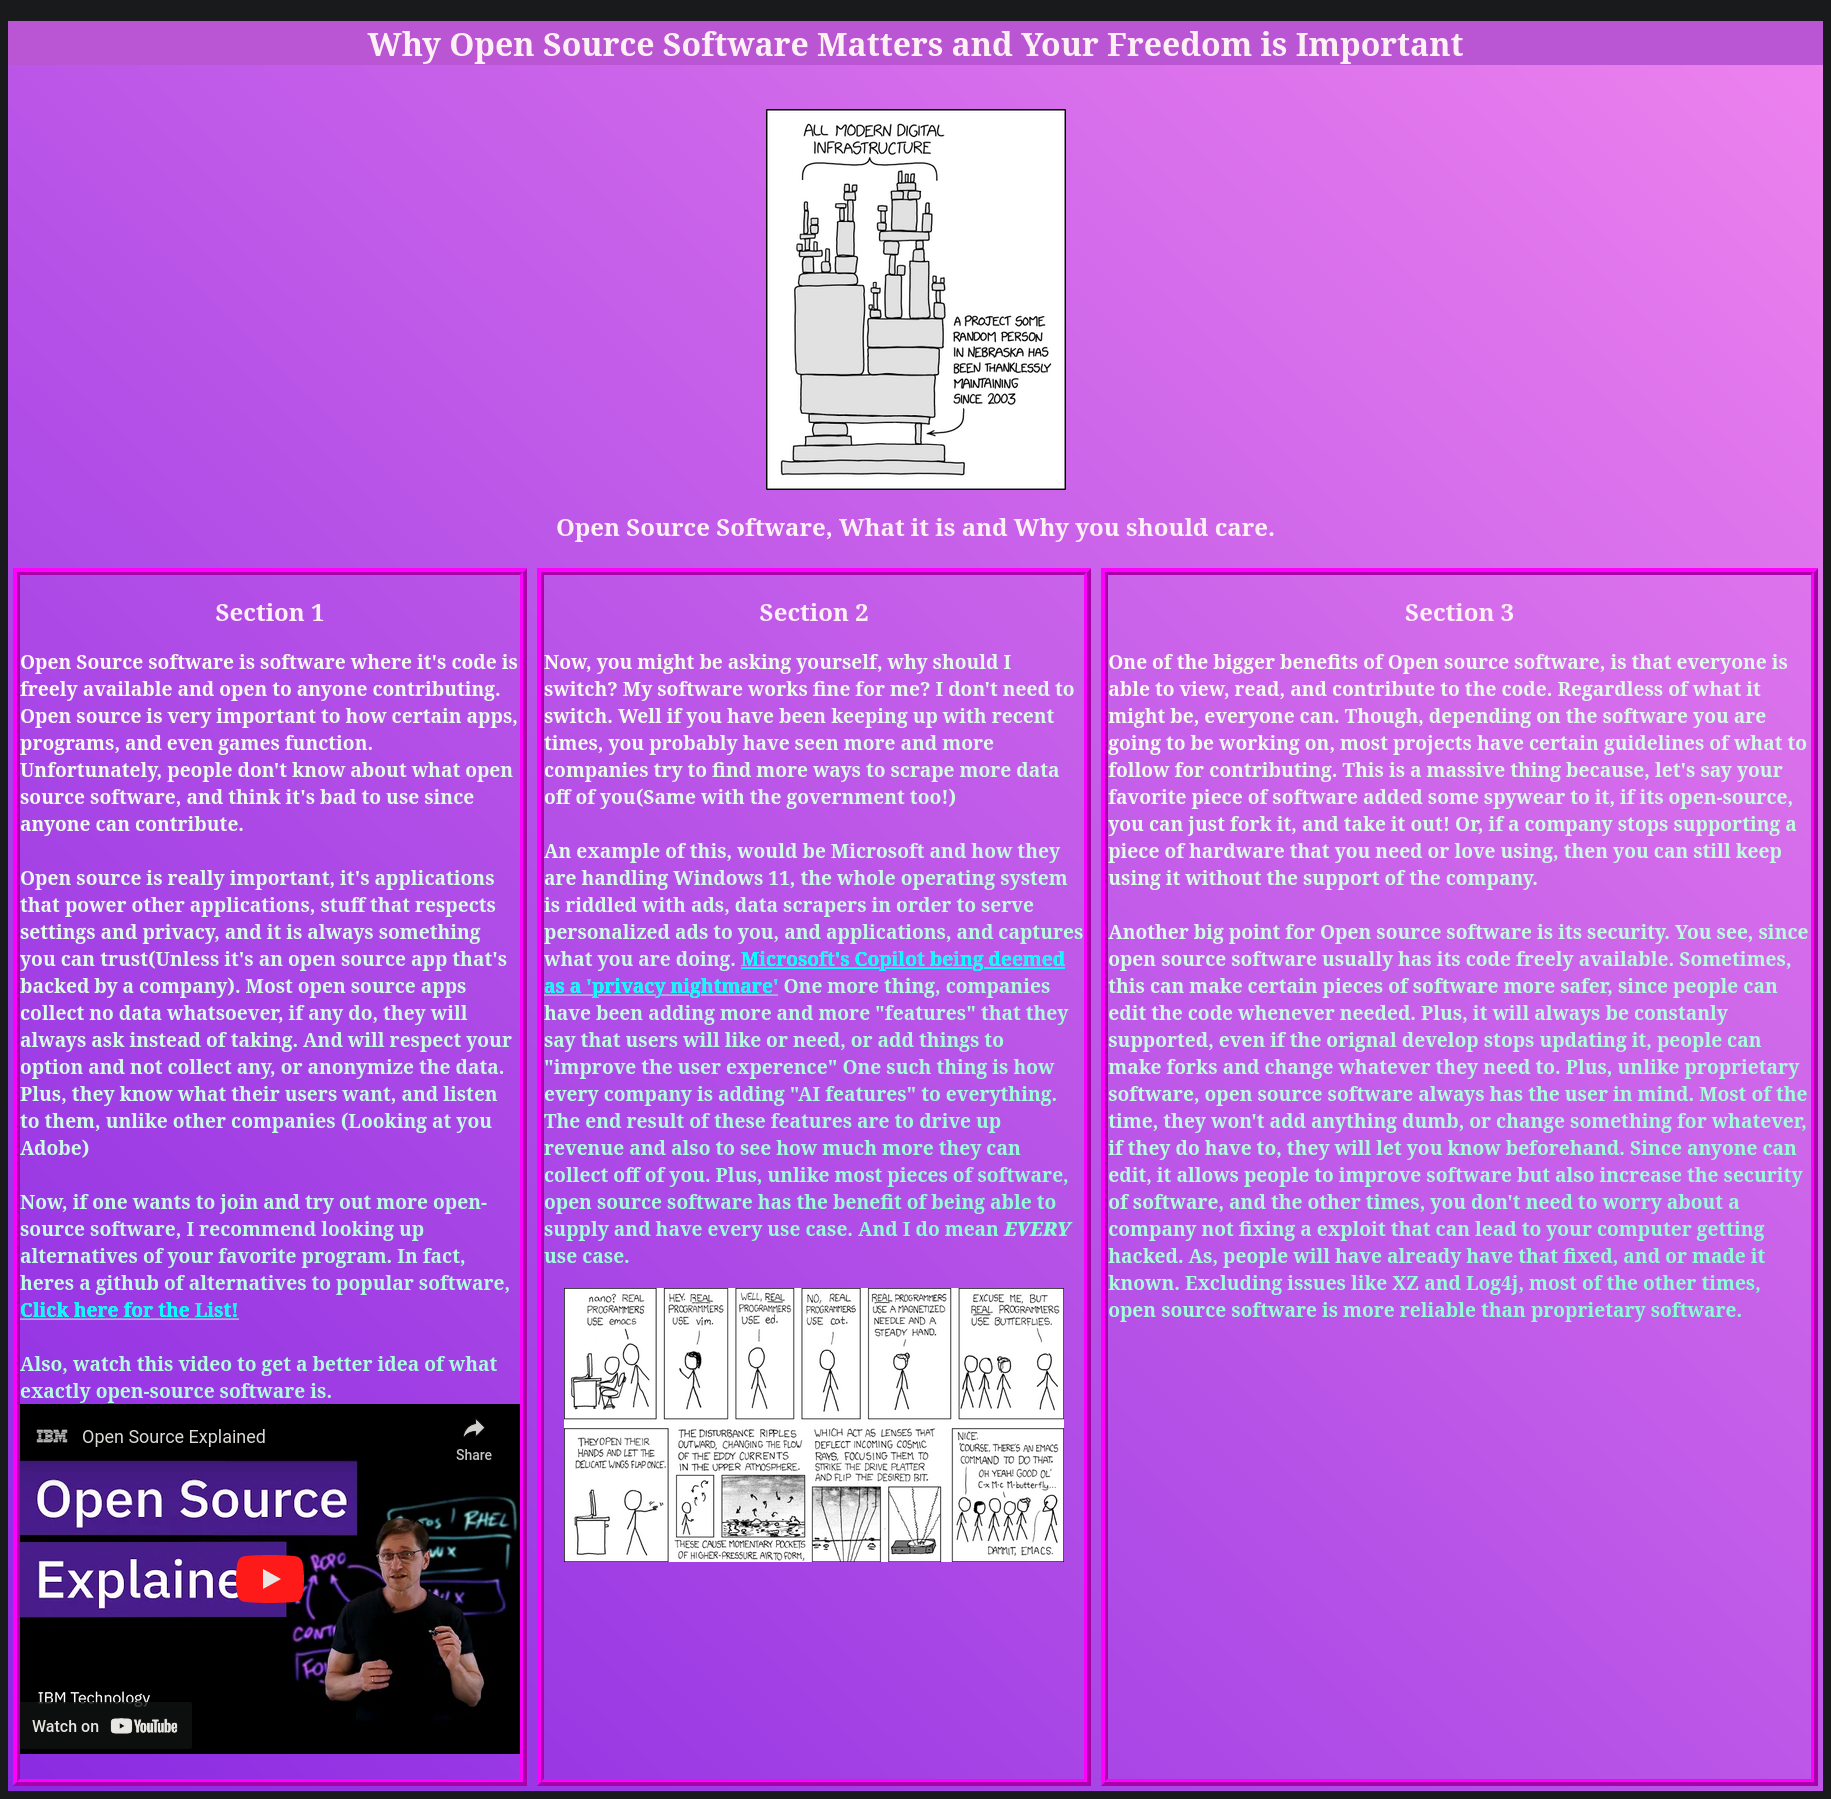 Why Open Source Software Matters and Your Freedom is Important
ALL MODERN DIGITAL
INFRASTRUCTURE
A PROJECT SOME
RANDOM PERSON
IN NEBRASKA HAS
BEEN THANKLESSLY
MAINTAINING
SINCE 2003
Open Source Software, What it is and Why you should care.
Section 1
Open Source software is software where it's code is
freely available and open to anyone contributing.
Open source is very important to how certain apps,
programs, and even games function.
Unfortunately, people don't know about what open
source software, and think it's bad to use since
anyone can contribute.
Open source is really important, it's applications
that power other applications, stuff that respects
settings and privacy, and it is always something
you can trust(Unless it's an open source app that's
backed by a company). Most open source apps
collect no data whatsoever, if any do, they will
always ask instead of taking. And will respect your
option and not collect any, or anonymize the data.
Plus, they know what their users want, and listen
to them, unlike other companies (Looking at you
Adobe)
Now, if one wants to join and try out more open-
source software, I recommend looking up
alternatives of your favorite program. In fact,
heres a github of alternatives to popular software,
Click here for the List!
Also, watch this video to get a better idea of what
exactly open-source software is.
IBM Open Source Explained
Share
Open Source
Explaine
RHEL
IBM Technology
Watch on YouTube
Section 2
Now, you might be asking yourself, why should I
switch? My software works fine for me? I don't need to
switch. Well if you have been keeping up with recent
times, you probably have seen more and more
companies try to find more ways to scrape more data
off of you(Same with the government too!)
An example of this, would be Microsoft and how they
are handling Windows 11, the whole operating system
is riddled with ads, data scrapers in order to serve
personalized ads to you, and applications, and captures
what you are doing. Microsoft's Copilot being deemed
as a 'privacy nightmare' One more thing, companies
have been adding more and more "features" that they
say that users will like or need, or add things to
"improve the user experence" One such thing is how
every company is adding "AI features" to everything.
The end result of these features are to drive up
revenue and also to see how much more they can
collect off of you. Plus, unlike most pieces of software,
open source software has the benefit of being able to
supply and have every use case. And I do mean EVERY
use case.
nano? REAL
PROGRAMMERS
USE emacs
HEY. REAL
PROGRAMMERS
USE vim.
WELL, REAL
PROGRAMMERS
USE ed.
NO, REAL
PROGRAMMERS
USE cat.
REAL PROGRAMMERS
USE A MAGNETIZED
NEEDLE AND A
STEADY HAND.
EXCUSE ME, BUT
REAL PROGRAMMERS
USE BUTTERFLIES.
THEY OPEN THEIR
HANDS AND LET THE
DELICATE WINGS FLAP ONCE.
THE DISTURBANCE RIPPLES
OUTWARD, CHANGING THE FLOW
OF THE EDDY CURRENTS
IN THE UPPER ATMOSPHERE.
THESE CAUSE MOMENTARY POCKETS
OF HIGHER-PRESSURE AIR TO FORM,
WHICH ACT AS LENSES THAT
DEFLECT INCOMING COSMIC
RAYS, FOCUSING THEM TO
STRIKE THE DRIVE PLATTER
AND FLIP THE DESIRED BIT.
NICE.
'COURSE, THERE'S AN EMACS
COMMAND TO DO THAT.
OH YEAH! GOOD OL'
C-x M-c M-butterfly...
DAMMIT, EMACS.
Section 3
One of the bigger benefits of Open source software, is that everyone is
able to view, read, and contribute to the code. Regardless of what it
might be, everyone can. Though, depending on the software you are
going to be working on, most projects have certain guidelines of what to
follow for contributing. This is a massive thing because, let's say your
favorite piece of software added some spywear to it, if its open-source,
you can just fork it, and take it out! Or, if a company stops supporting a
piece of hardware that you need or love using, then you can still keep
using it without the support of the company.
Another big point for Open source software is its security. You see, since
open source software usually has its code freely available. Sometimes,
this can make certain pieces of software more safer, since people can
edit the code whenever needed. Plus, it will always be constanly
supported, even if the orignal develop stops updating it, people can
make forks and change whatever they need to. Plus, unlike proprietary
software, open source software always has the user in mind. Most of the
time, they won't add anything dumb, or change something for whatever,
if they do have to, they will let you know beforehand. Since anyone can
edit, it allows people to improve software but also increase the security
of software, and the other times, you don't need to worry about a
company not fixing a exploit that can lead to your computer getting
hacked. As, people will have already have that fixed, and or made it
known. Excluding issues like XZ and Log4j, most of the other times,
open source software is more reliable than proprietary software.